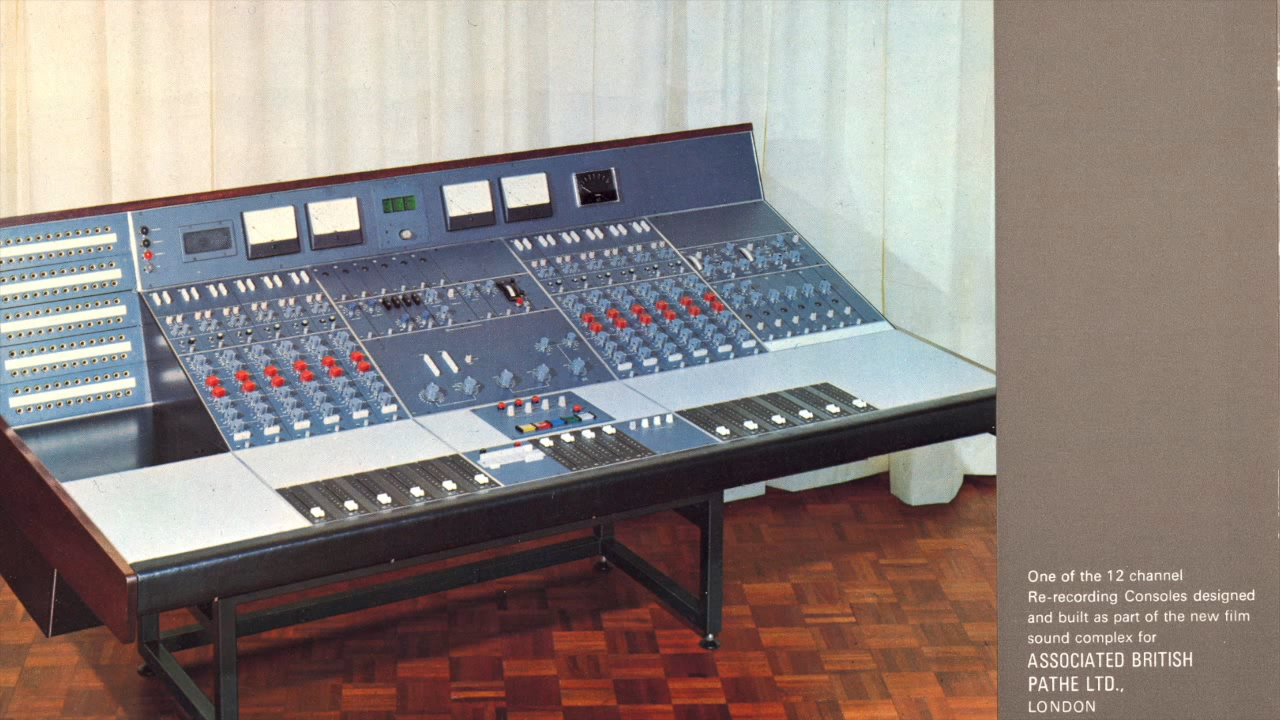 One of the 12 channel
Re-recording Consoles designed
and built as part of the new film
sound complex for
ASSOCIATED BRITISH
PATHE LTD.,
LONDON